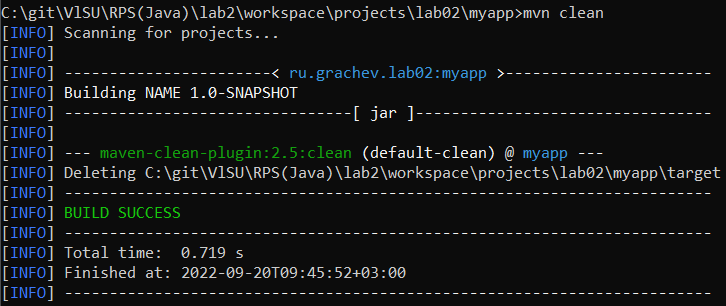 C:\git\VlSU\RPS(Java)\lab2\workspace\projects\lab02\myapp>mvn clean
[INFO] Scanning for projects...
[INFO]
[INFO] -----------------------< ru.grachev.lab02:myapp >-----------------------
[INFO] Building NAME 1.0-SNAPSHOT
[INFO] --------------------------------[ jar ]---------------------------------
[INFO]
[INFO] --- maven-clean-plugin:2.5:clean (default-clean) @ myapp ---
[INFO] Deleting C:\git\VlSU\RPS(Java)\lab2\workspace\projects\lab02\myapp\target
[INFO] ------------------------------------------------------------------------
[INFO] BUILD SUCCESS
[INFO] ------------------------------------------------------------------------
[INFO] Total time:  0.719 s
[INFO] Finished at: 2022-09-20T09:45:52+03:00
[INFO] ------------------------------------------------------------------------